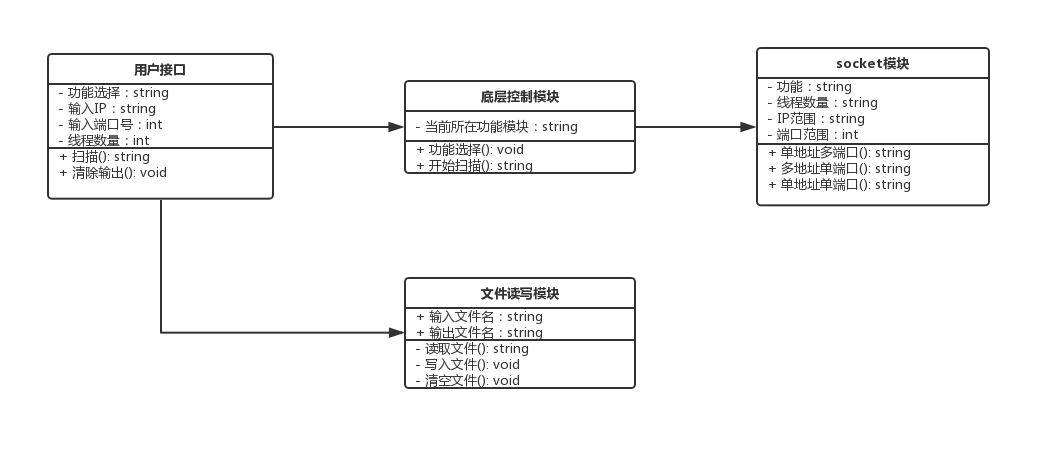 用户接口
- 功能选择：string
- 输入IP：string
- 输入端口号：int
- 线程数量：int
+ 扫描(): string
+ 清除输出(): void
底层控制模块
- 当前所在功能模块：string
+ 功能选择(): void
+ 开始扫描(): string
socket模块
- 功能：string
- 线程数量：string
- IP范围：string
- 端口范围：int
+ 单地址多端口(): string
+ 多地址单端口(): string
+ 单地址单端口(): string
文件读写模块
+ 输入文件名：string
+ 输出文件名：string
- 读取文件(): string
- 写入文件(): void
- 清空文件(): void